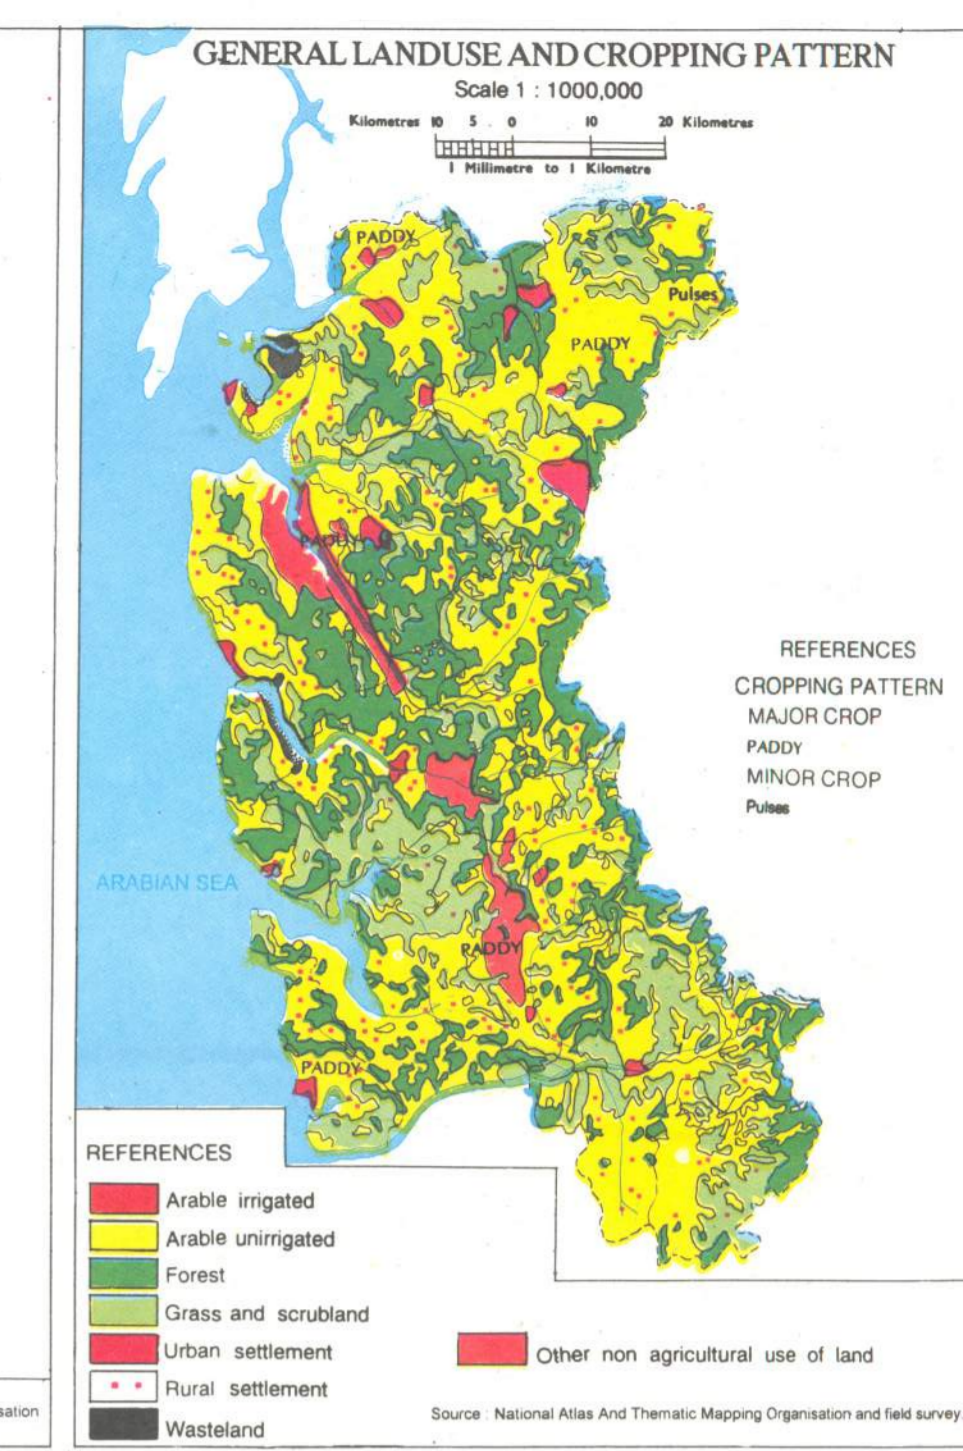 GENERAL LANDUSE AND CROPPING PATTERN
Scale 1 : 1000,000
Kilometres 10 5 0 10 20 Kilometres
1 Millimetre to 1 Kilometre
PADDY
Pulses
PADDY
PADDY
REFERENCES
CROPPING PATTERN
MAJOR CROP
PADDY
MINOR CROP
Pulses
ARABIAN SEA
PADDY
PADDY
REFERENCES
Arable irrigated
Arable unirrigated
Forest
Grass and scrubland
Urban settlement
Other non agricultural use of land
Rural settlement
Wasteland
sation
Source : National Atlas And Thematic Mapping Organisation and field survey.